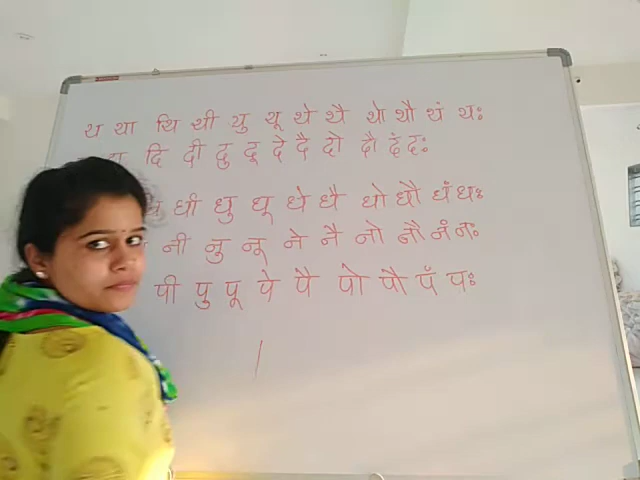 थ था थि थी थु थू थे थै थो थौ थं थः
दि दी दु दू दे दै दो दौ दं दः
धी धु धू धे धै धो धौ धं धः
नी नु नू ने नै नो नौ नं नः
पी पु पू पे पै पो पौ पं पः